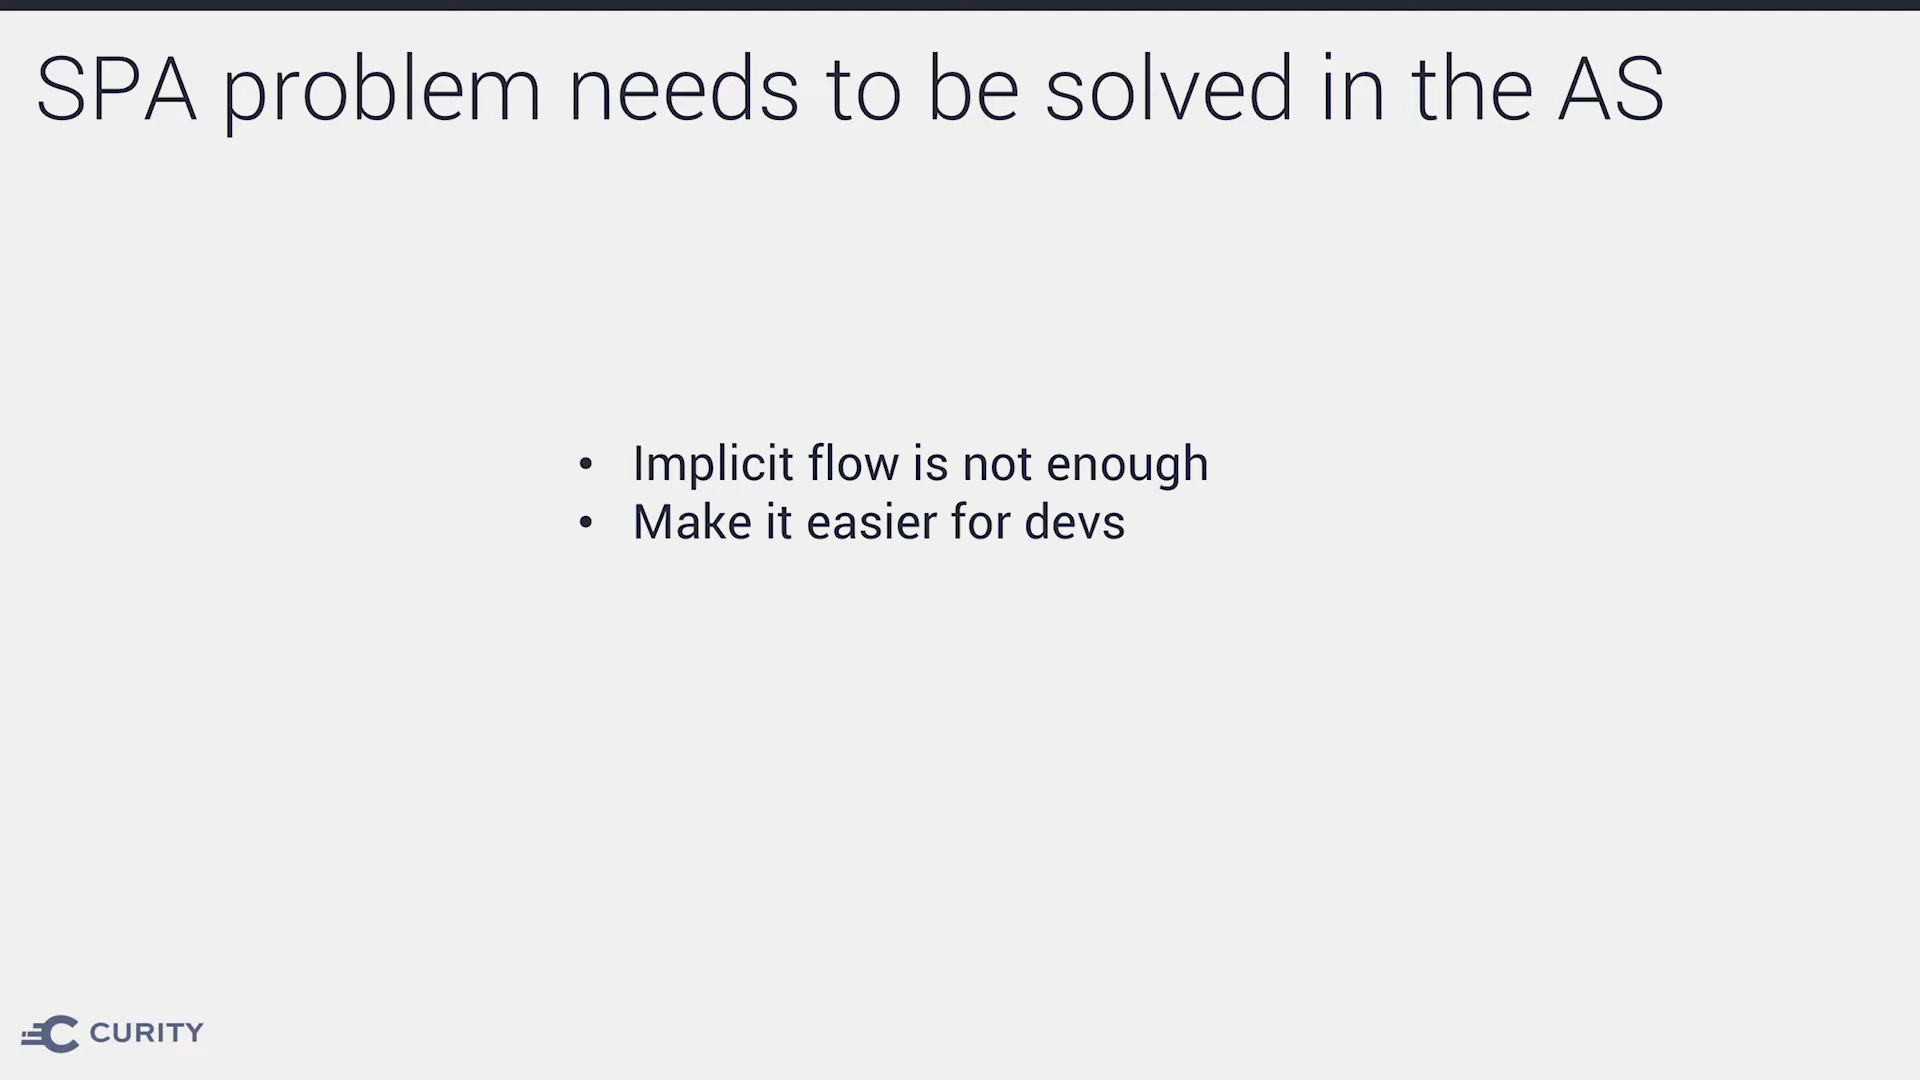 SPA problem needs to be solved in the AS
• Implicit flow is not enough
• Make it easier for devs
CURITY